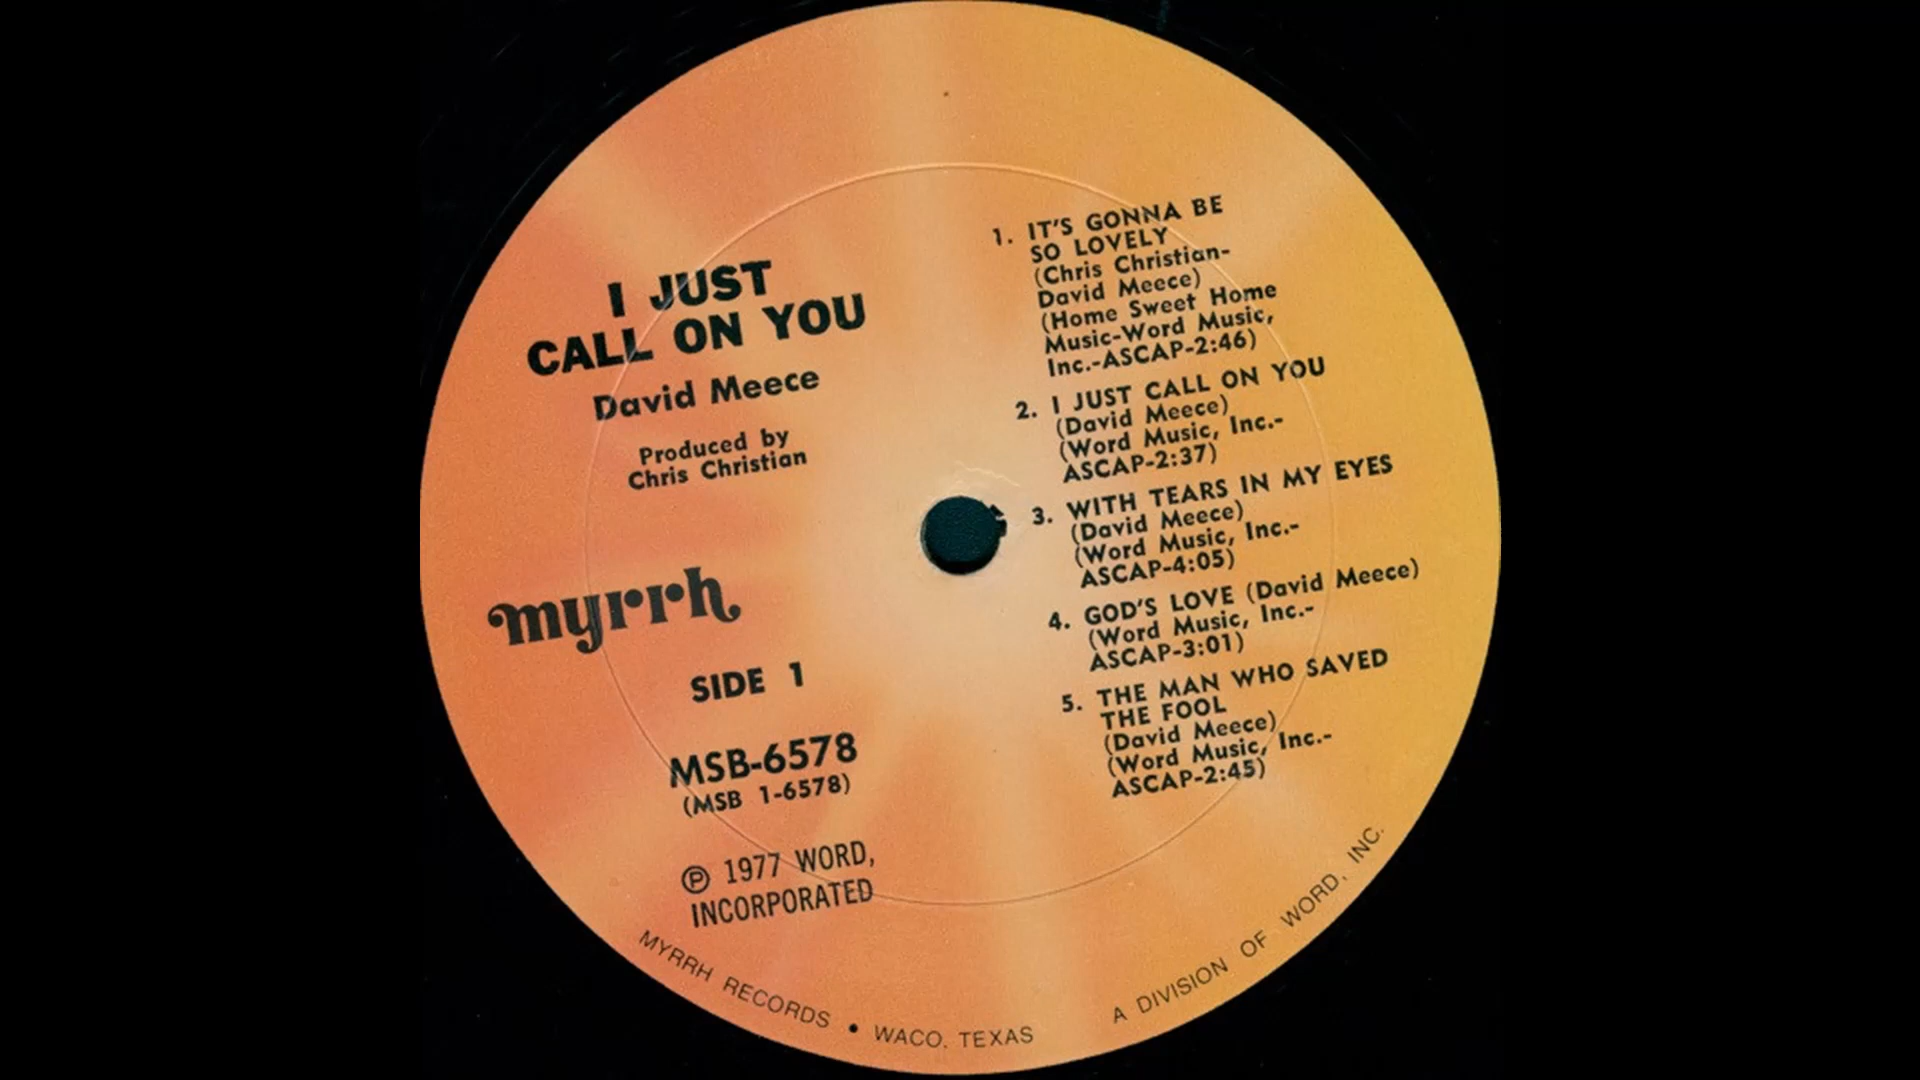 I JUST
CALL ON YOU
David Meece
Produced by
Chris Christian
myrrh
SIDE 1
MSB-6578
(MSB 1-6578)
℗ 1977 WORD,
INCORPORATED
1. IT'S GONNA BE
SO LOVELY
(Chris Christian-
David Meece)
(Home Sweet Home
Music-Word Music,
Inc.-ASCAP-2:46)
2. I JUST CALL ON YOU
(David Meece)
(Word Music, Inc.-
ASCAP-2:37)
3. WITH TEARS IN MY EYES
(David Meece)
(Word Music, Inc.-
ASCAP-4:05)
4. GOD'S LOVE (David Meece)
(Word Music, Inc.-
ASCAP-3:01)
5. THE MAN WHO SAVED
THE FOOL
(David Meece)
(Word Music, Inc.-
ASCAP-2:45)
MYRRH RECORDS • WACO, TEXAS
A DIVISION OF WORD, INC.